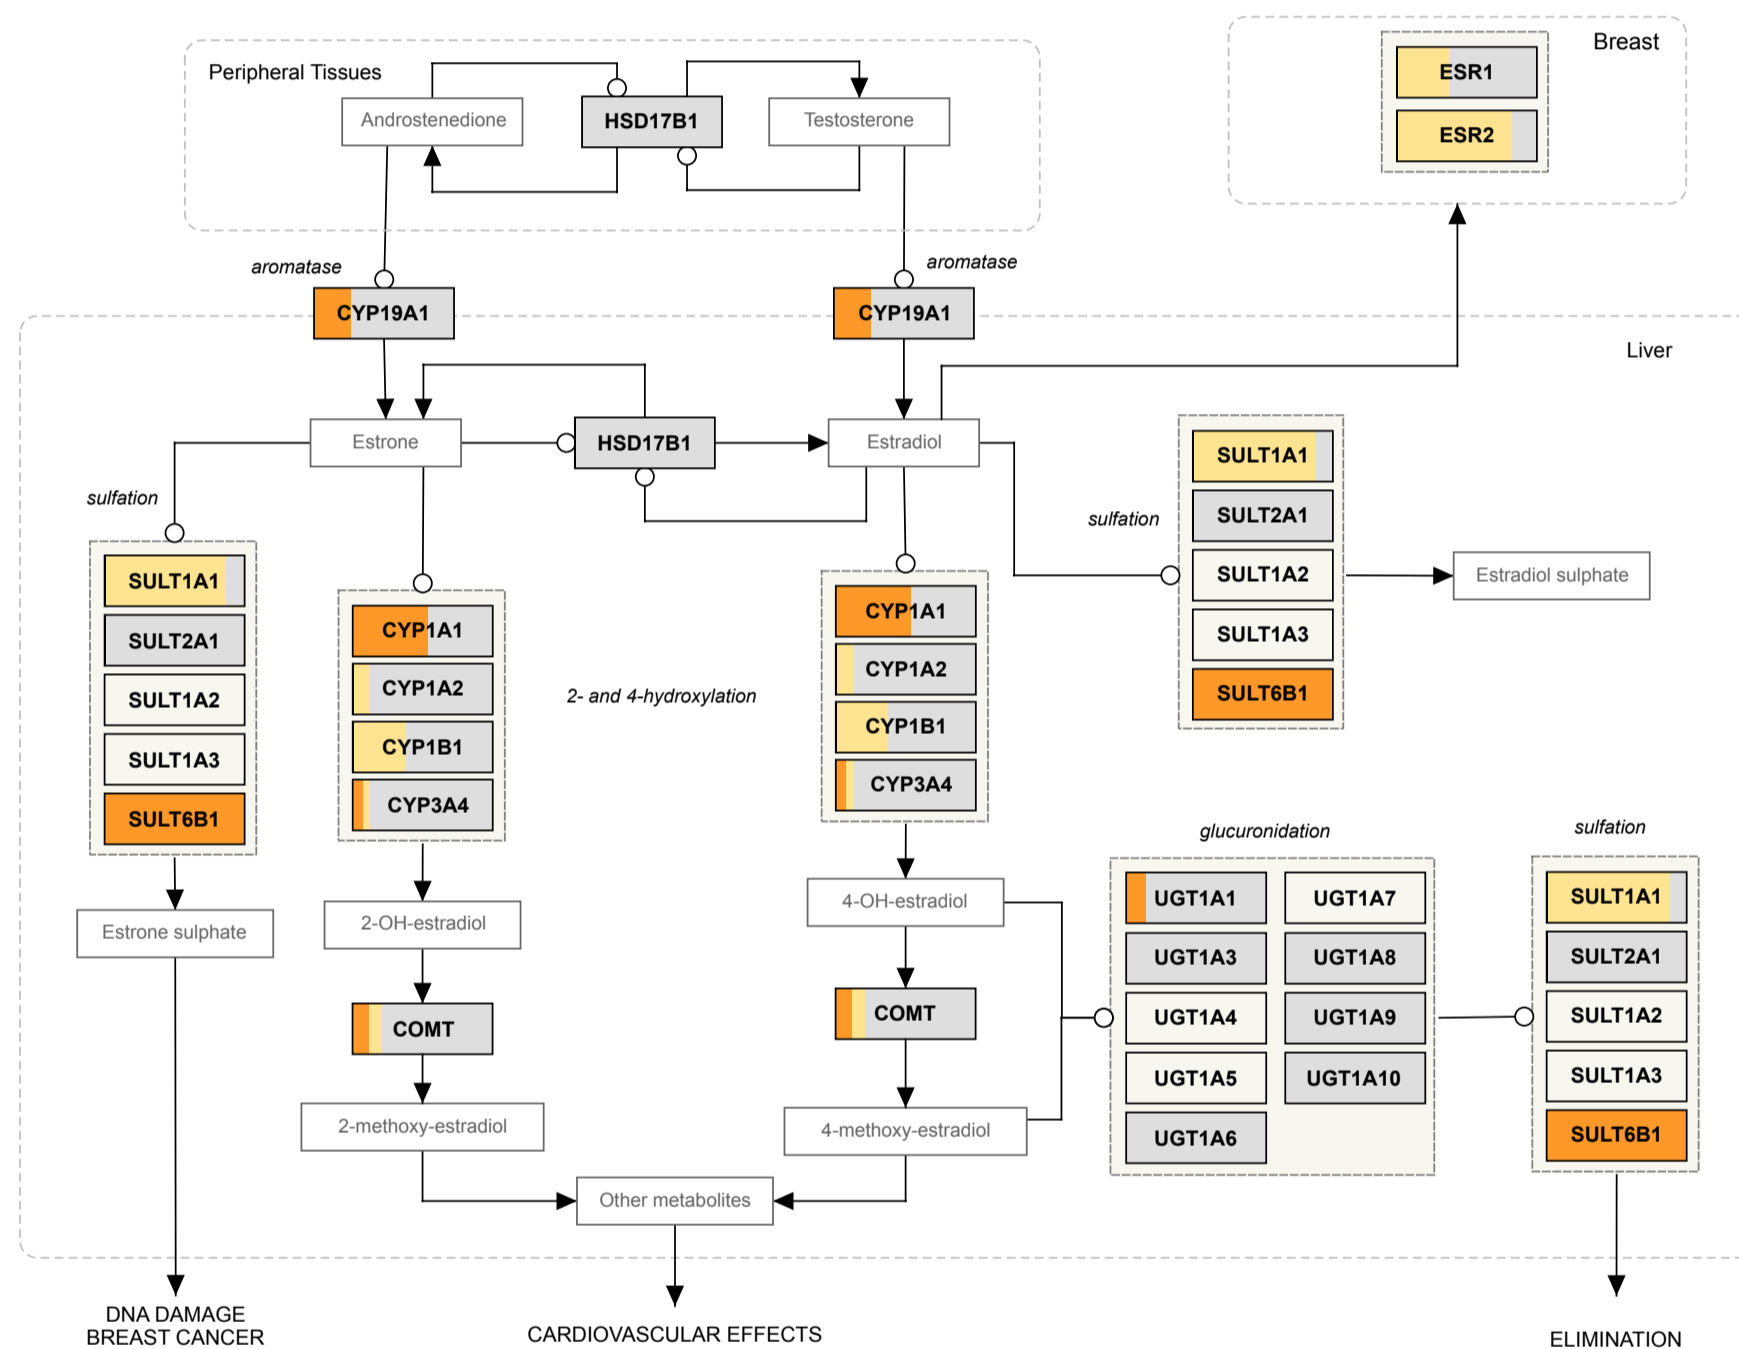 Peripheral Tissues
Androstenedione
HSD17B1
Testosterone
Breast
ESR1
ESR2
aromatase
CYP19A1
aromatase
CYP19A1
Liver
Estrone
HSD17B1
Estradiol
sulfation
SULT1A1
SULT2A1
SULT1A2
SULT1A3
SULT6B1
Estrone sulphate
CYP1A1
CYP1A2
CYP1B1
CYP3A4
2-OH-estradiol
COMT
2-methoxy-estradiol
2- and 4-hydroxylation
CYP1A1
CYP1A2
CYP1B1
CYP3A4
4-OH-estradiol
COMT
4-methoxy-estradiol
Other metabolites
sulfation
SULT1A1
SULT2A1
SULT1A2
SULT1A3
SULT6B1
Estradiol sulphate
glucuronidation
UGT1A1
UGT1A3
UGT1A4
UGT1A5
UGT1A6
UGT1A7
UGT1A8
UGT1A9
UGT1A10
sulfation
SULT1A1
SULT2A1
SULT1A2
SULT1A3
SULT6B1
DNA DAMAGE
BREAST CANCER
CARDIOVASCULAR EFFECTS
ELIMINATION